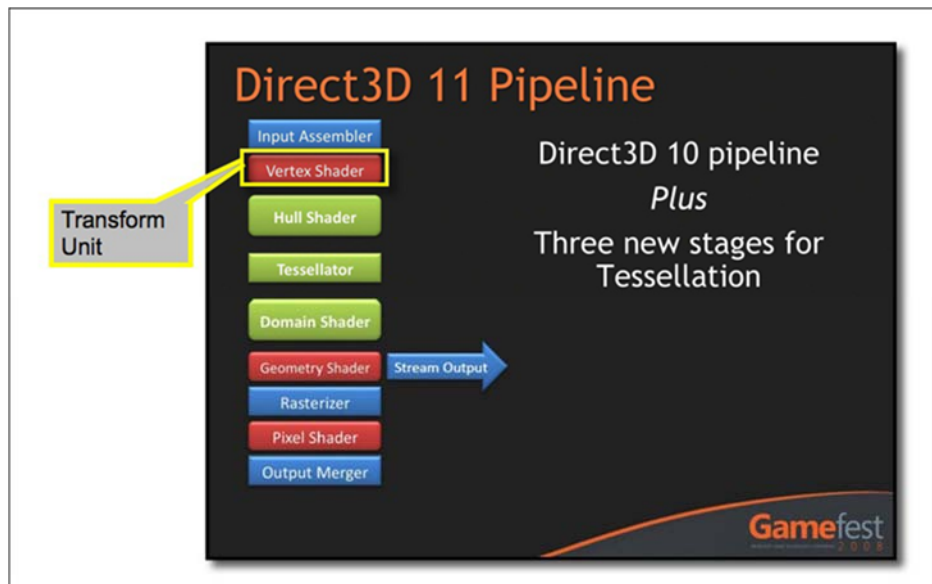 Direct3D 11 Pipeline
Input Assembler
Vertex Shader
Hull Shader
Tessellator
Domain Shader
Geometry Shader
Stream Output
Rasterizer
Pixel Shader
Output Merger
Transform
Unit
Direct3D 10 pipeline
Plus
Three new stages for
Tessellation
Gamefest
2008